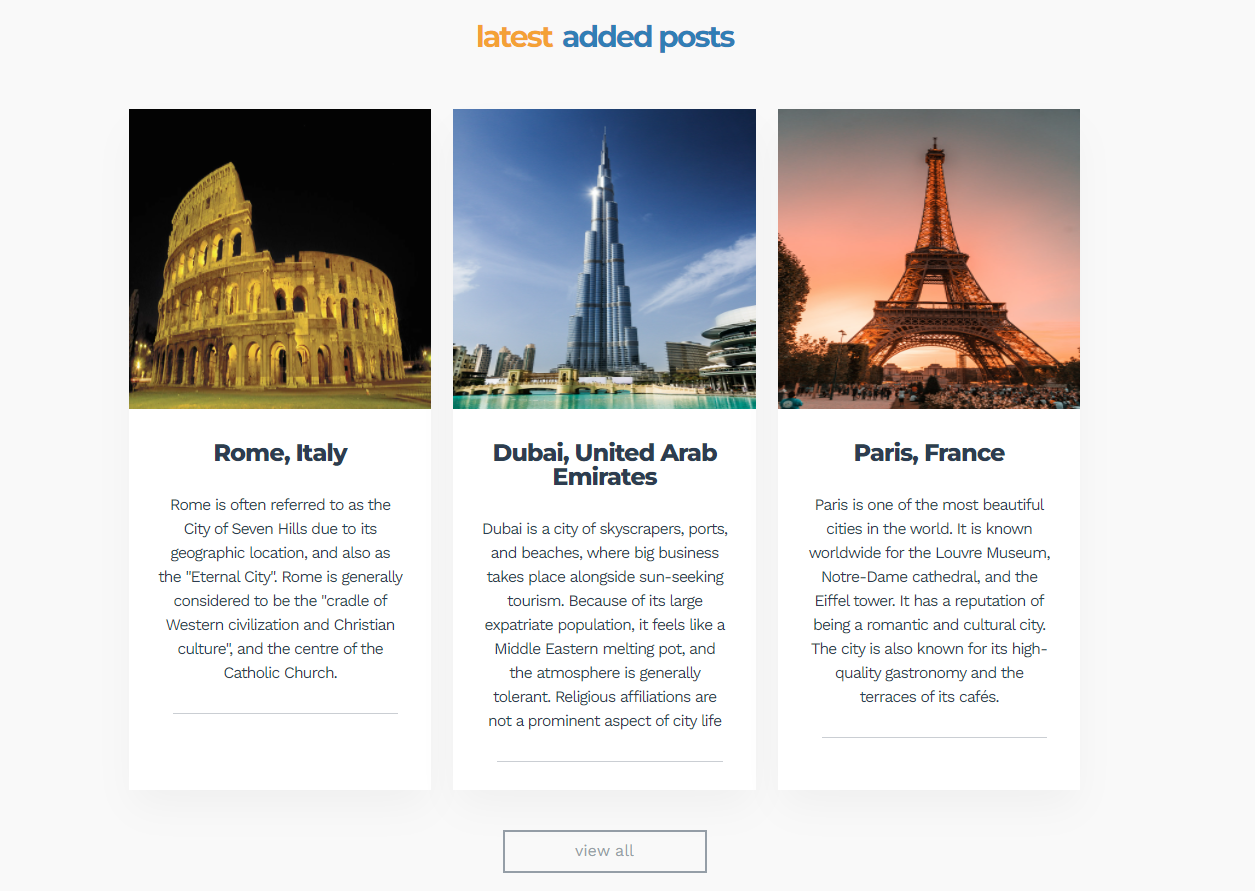 latest added posts
Rome, Italy
Rome is often referred to as the
City of Seven Hills due to its
geographic location, and also as
the "Eternal City". Rome is generally
considered to be the "cradle of
Western civilization and Christian
culture", and the centre of the
Catholic Church.
Dubai, United Arab
Emirates
Dubai is a city of skyscrapers, ports,
and beaches, where big business
takes place alongside sun-seeking
tourism. Because of its large
expatriate population, it feels like a
Middle Eastern melting pot, and
the atmosphere is generally
tolerant. Religious affiliations are
not a prominent aspect of city life
Paris, France
Paris is one of the most beautiful
cities in the world. It is known
worldwide for the Louvre Museum,
Notre-Dame cathedral, and the
Eiffel tower. It has a reputation of
being a romantic and cultural city.
The city is also known for its high-
quality gastronomy and the
terraces of its cafés.
view all